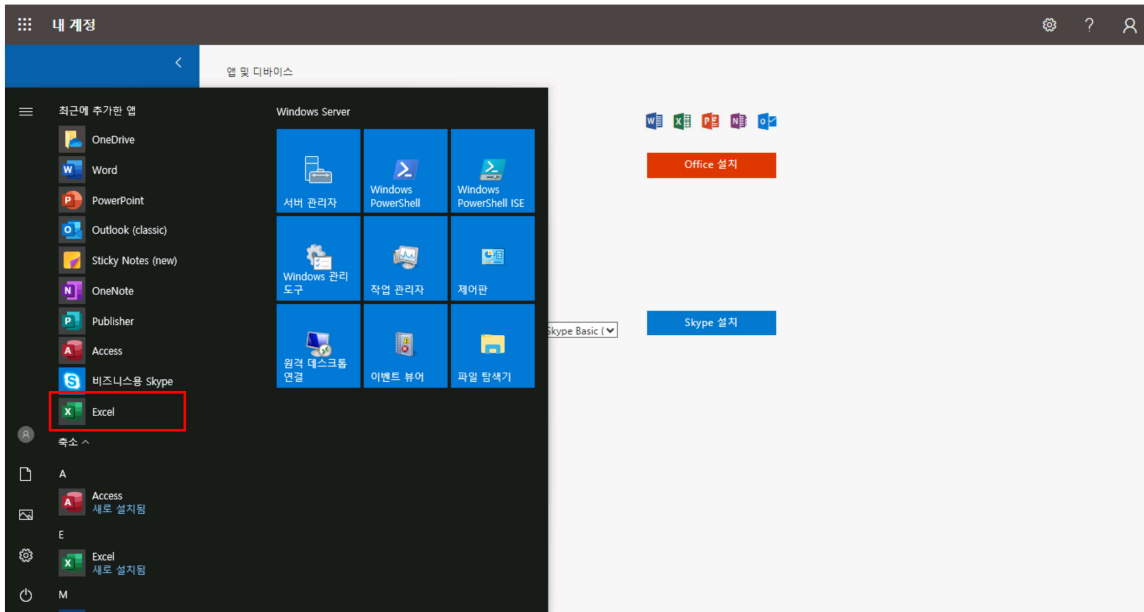 내 계정
앱 및 디바이스
최근에 추가한 앱
OneDrive
Word
PowerPoint
Outlook (classic)
Sticky Notes (new)
OneNote
Publisher
Access
비즈니스용 Skype
Excel
축소
A
Access
새로 설치됨
E
Excel
새로 설치됨
M
Windows Server
서버 관리자
Windows
PowerShell
Windows
PowerShell ISE
Windows 관리
도구
작업 관리자
제어판
원격 데스크톱
연결
이벤트 뷰어
파일 탐색기
Office 설치
Skype Basic (
Skype 설치